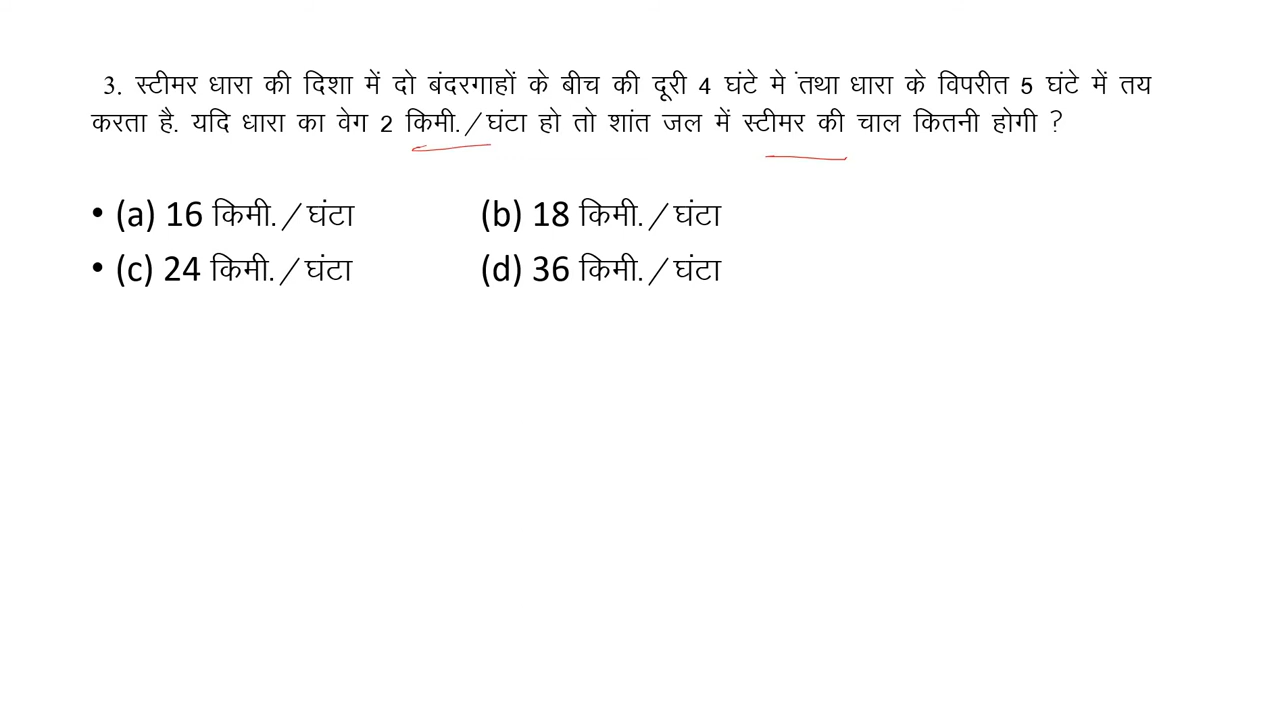 3. स्टीमर धारा की दिशा में दो बंदरगाहों के बीच की दूरी 4 घंटे मे तथा धारा के विपरीत 5 घंटे में तय
करता है. यदि धारा का वेग 2 किमी./घंटा हो तो शांत जल में स्टीमर की चाल कितनी होगी ?
• (a) 16 किमी./घंटा (b) 18 किमी./घंटा
• (c) 24 किमी./घंटा (d) 36 किमी./घंटा